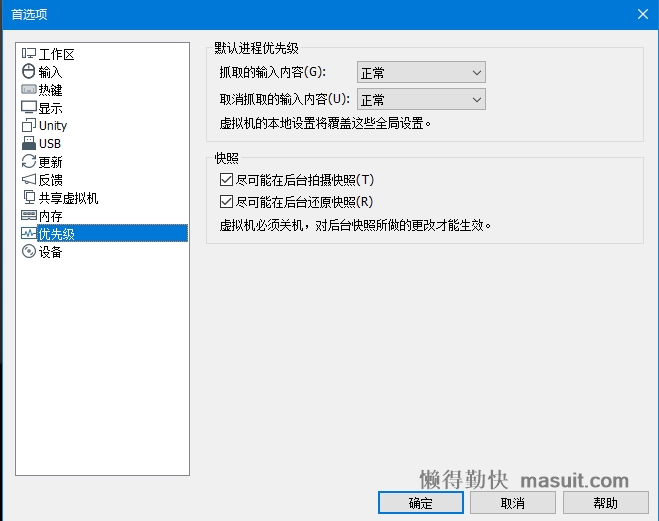 首选项
工作区
输入
热键
显示
Unity
USB
更新
反馈
共享虚拟机
内存
优先级
设备
默认进程优先级
抓取的输入内容(G): 正常
取消抓取的输入内容(U): 正常
虚拟机的本地设置将覆盖这些全局设置。
快照
尽可能在后台拍摄快照(T)
尽可能在后台还原快照(R)
虚拟机必须关机，对后台快照所做的更改才能生效。
懒得勤快 masuit.com
确定 取消 帮助